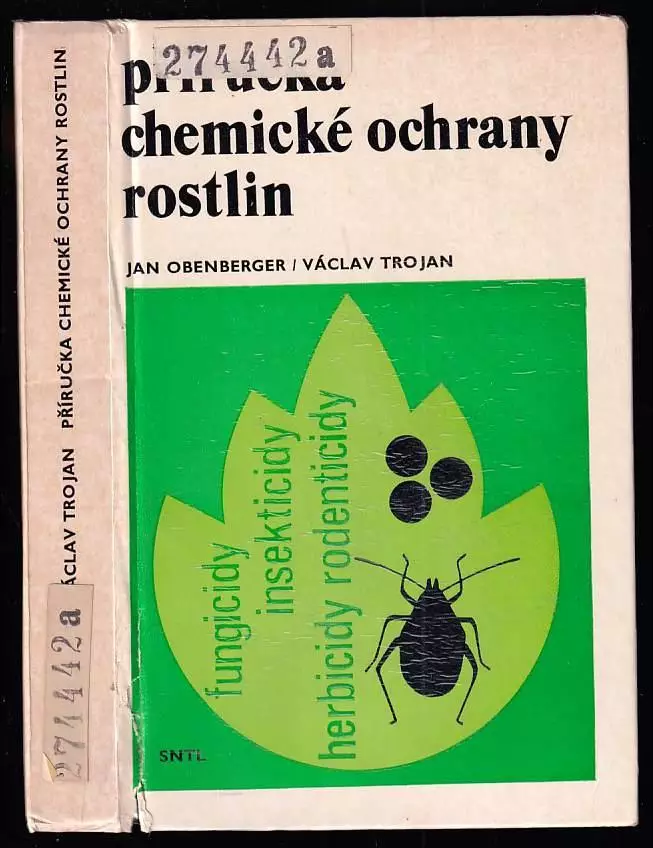 274442a
příručka
chemické ochrany
rostlin
JAN OBENBERGER / VÁCLAV TROJAN
fungicidy
insekticidy
herbicidy rodenticidy
SNTL
ÁCLAV TROJAN PŘÍRUČKA CHEMICKÉ OCHRANY ROSTLIN
274442a